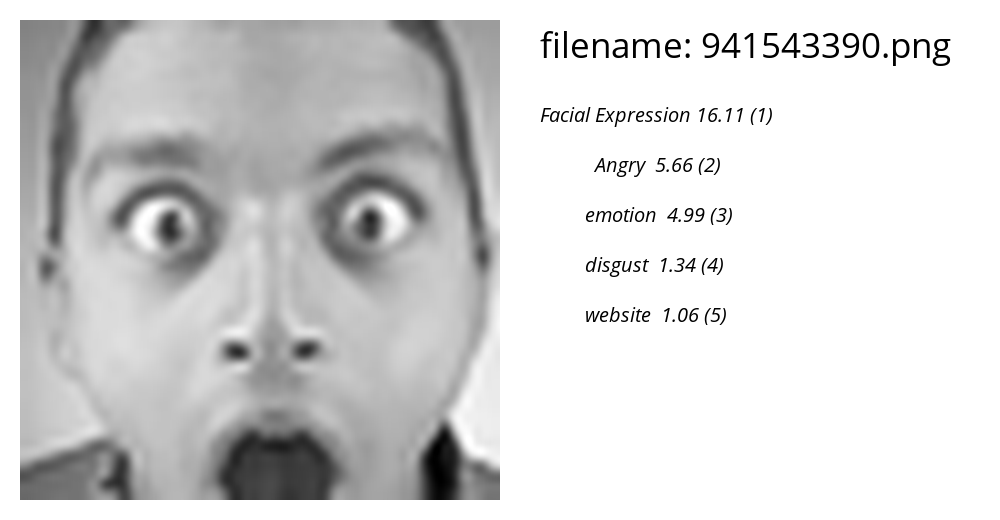 filename: 941543390.png
Facial Expression 16.11 (1)
Angry 5.66 (2)
emotion 4.99 (3)
disgust 1.34 (4)
website 1.06 (5)